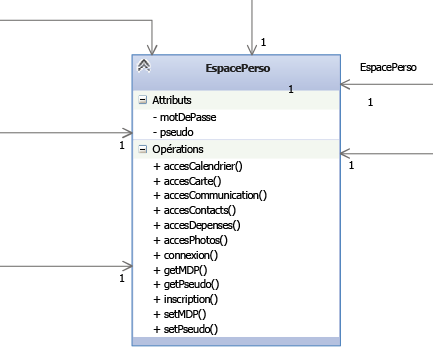 1
EspacePerso
EspacePerso
1
1
Attributs
- motDePasse
- pseudo
1
Opérations
+ accesCalendrier()
1
+ accesCarte()
+ accesCommunication()
+ accesContacts()
+ accesDepenses()
+ accesPhotos()
+ connexion()
+ getMDP()
1
+ getPseudo()
+ inscription()
+ setMDP()
+ setPseudo()